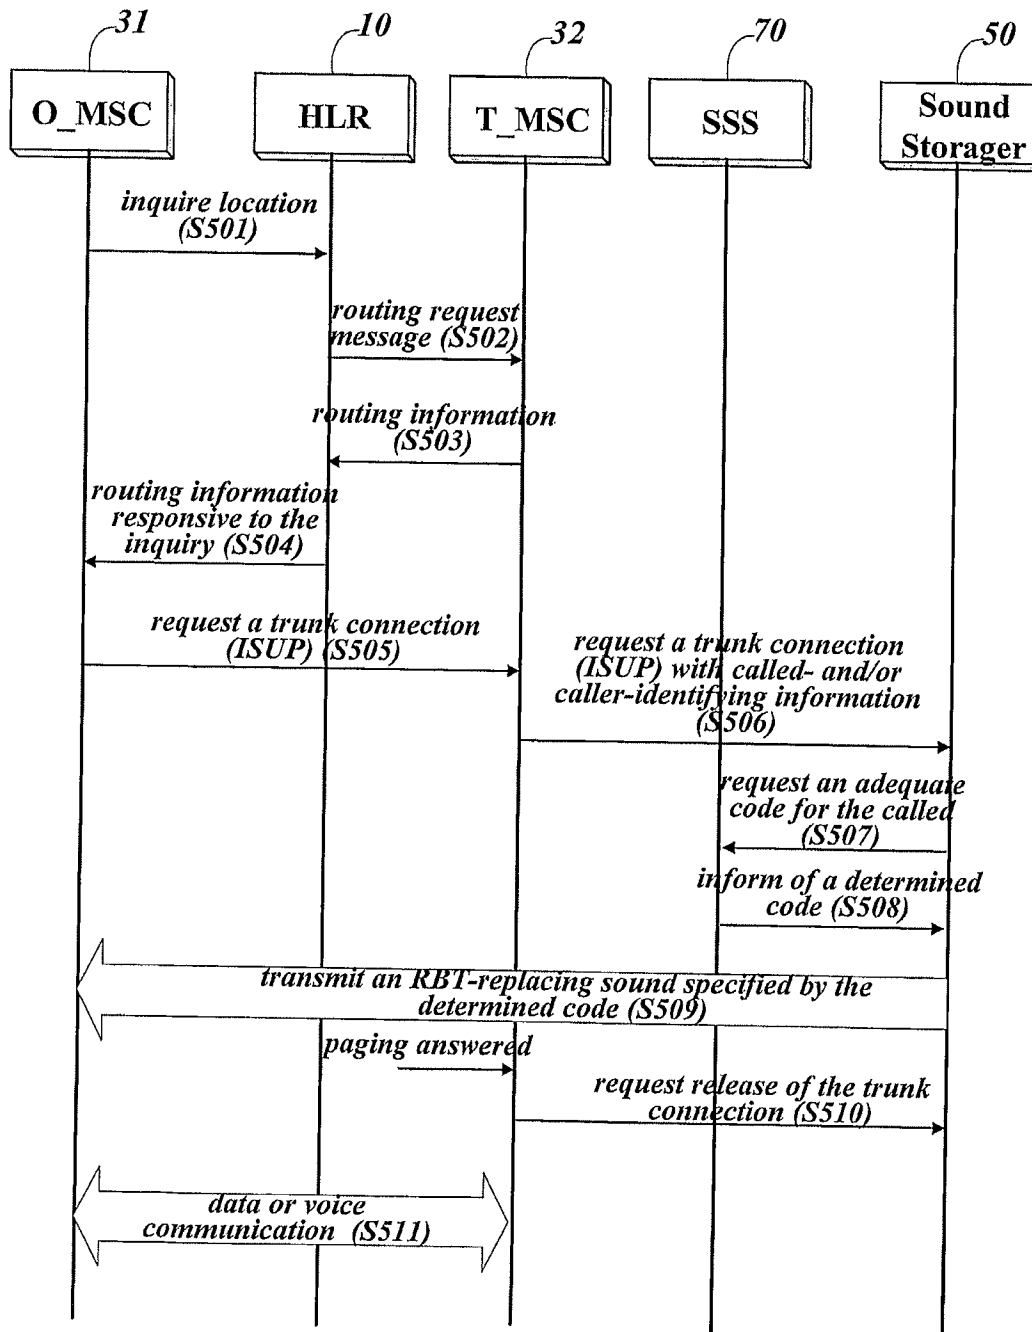 31
10
32
70
50
O_MSC
HLR
T_MSC
SSS
Sound
Storager
inquire location
(S501)
routing request
message (S502)
routing information
(S503)
routing information
responsive to the
inquiry (S504)
request a trunk connection
(ISUP) (S505)
request a trunk connection
(ISUP) with called- and/or
caller-identifying information
(S506)
request an adequate
code for the called
(S507)
inform of a determined
code (S508)
transmit an RBT-replacing sound specified by the
determined code (S509)
paging answered
request release of the trunk
connection (S510)
data or voice
communication (S511)